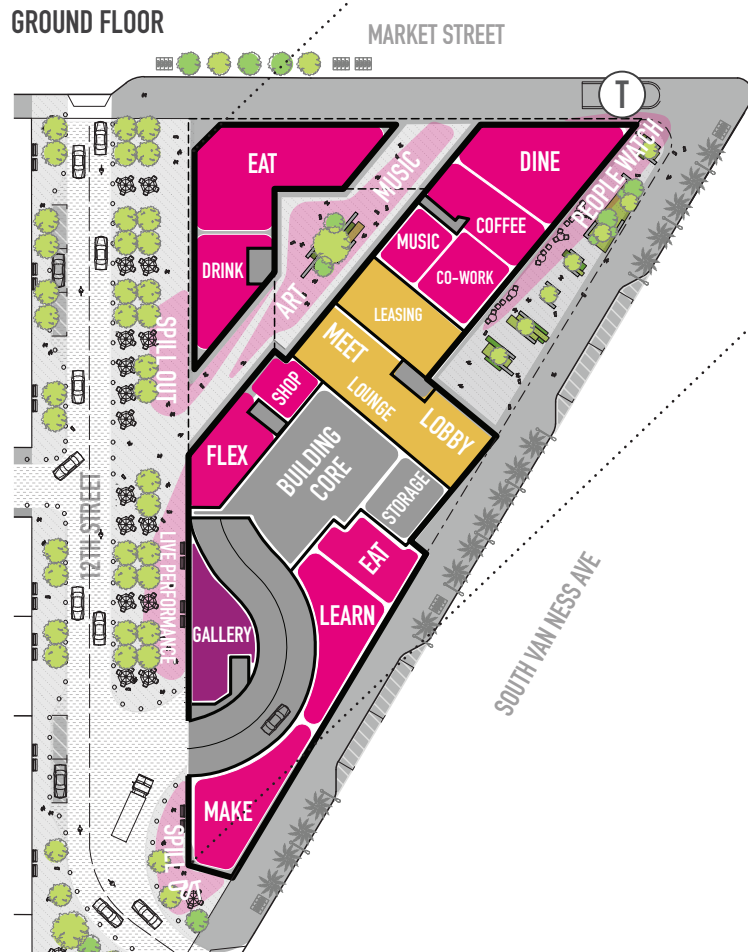 GROUND FLOOR
MARKET STREET
T
EAT
MUSIC
DINE
PEOPLE WATCH
DRINK
COFFEE
MUSIC
CO-WORK
ART
LEASING
SPILL OUT
MEET
LOUNGE
LOBBY
SHOP
FLEX
BUILDING
CORE
STORAGE
12TH STREET
LIVE PERFORMANCE
EAT
LEARN
GALLERY
SOUTH VAN NESS AVE
MAKE
SPILL